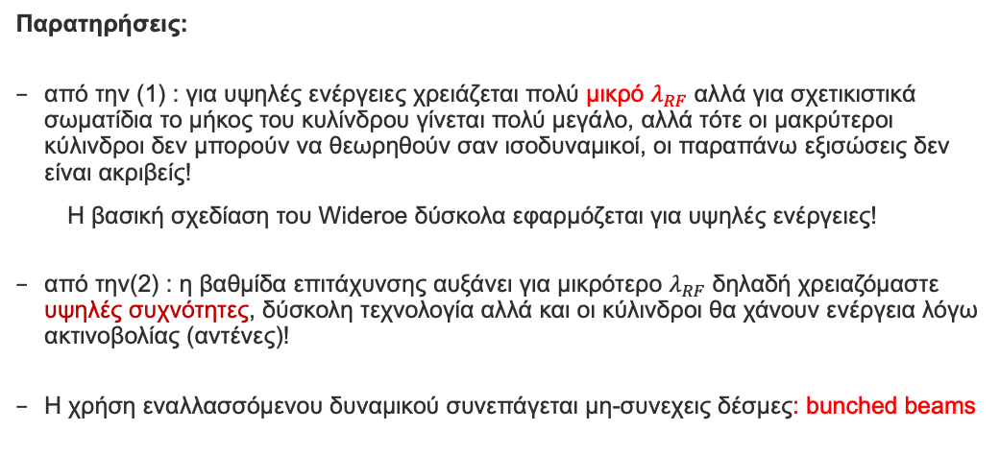 Παρατηρήσεις:
– από την (1) : για υψηλές ενέργειες χρειάζεται πολύ μικρό λ_RF αλλά για σχετικιστικά
σωματίδια το μήκος του κυλίνδρου γίνεται πολύ μεγάλο, αλλά τότε οι μακρύτεροι
κύλινδροι δεν μπορούν να θεωρηθούν σαν ισοδυναμικοί, οι παραπάνω εξισώσεις δεν
είναι ακριβείς!
Η βασική σχεδίαση του Wideroe δύσκολα εφαρμόζεται για υψηλές ενέργειες!
– από την(2) : η βαθμίδα επιτάχυνσης αυξάνει για μικρότερο λ_RF δηλαδή χρειαζόμαστε
υψηλές συχνότητες, δύσκολη τεχνολογία αλλά και οι κύλινδροι θα χάνουν ενέργεια λόγω
ακτινοβολίας (αντένες)!
– Η χρήση εναλλασσόμενου δυναμικού συνεπάγεται μη-συνεχεις δέσμες: bunched beams